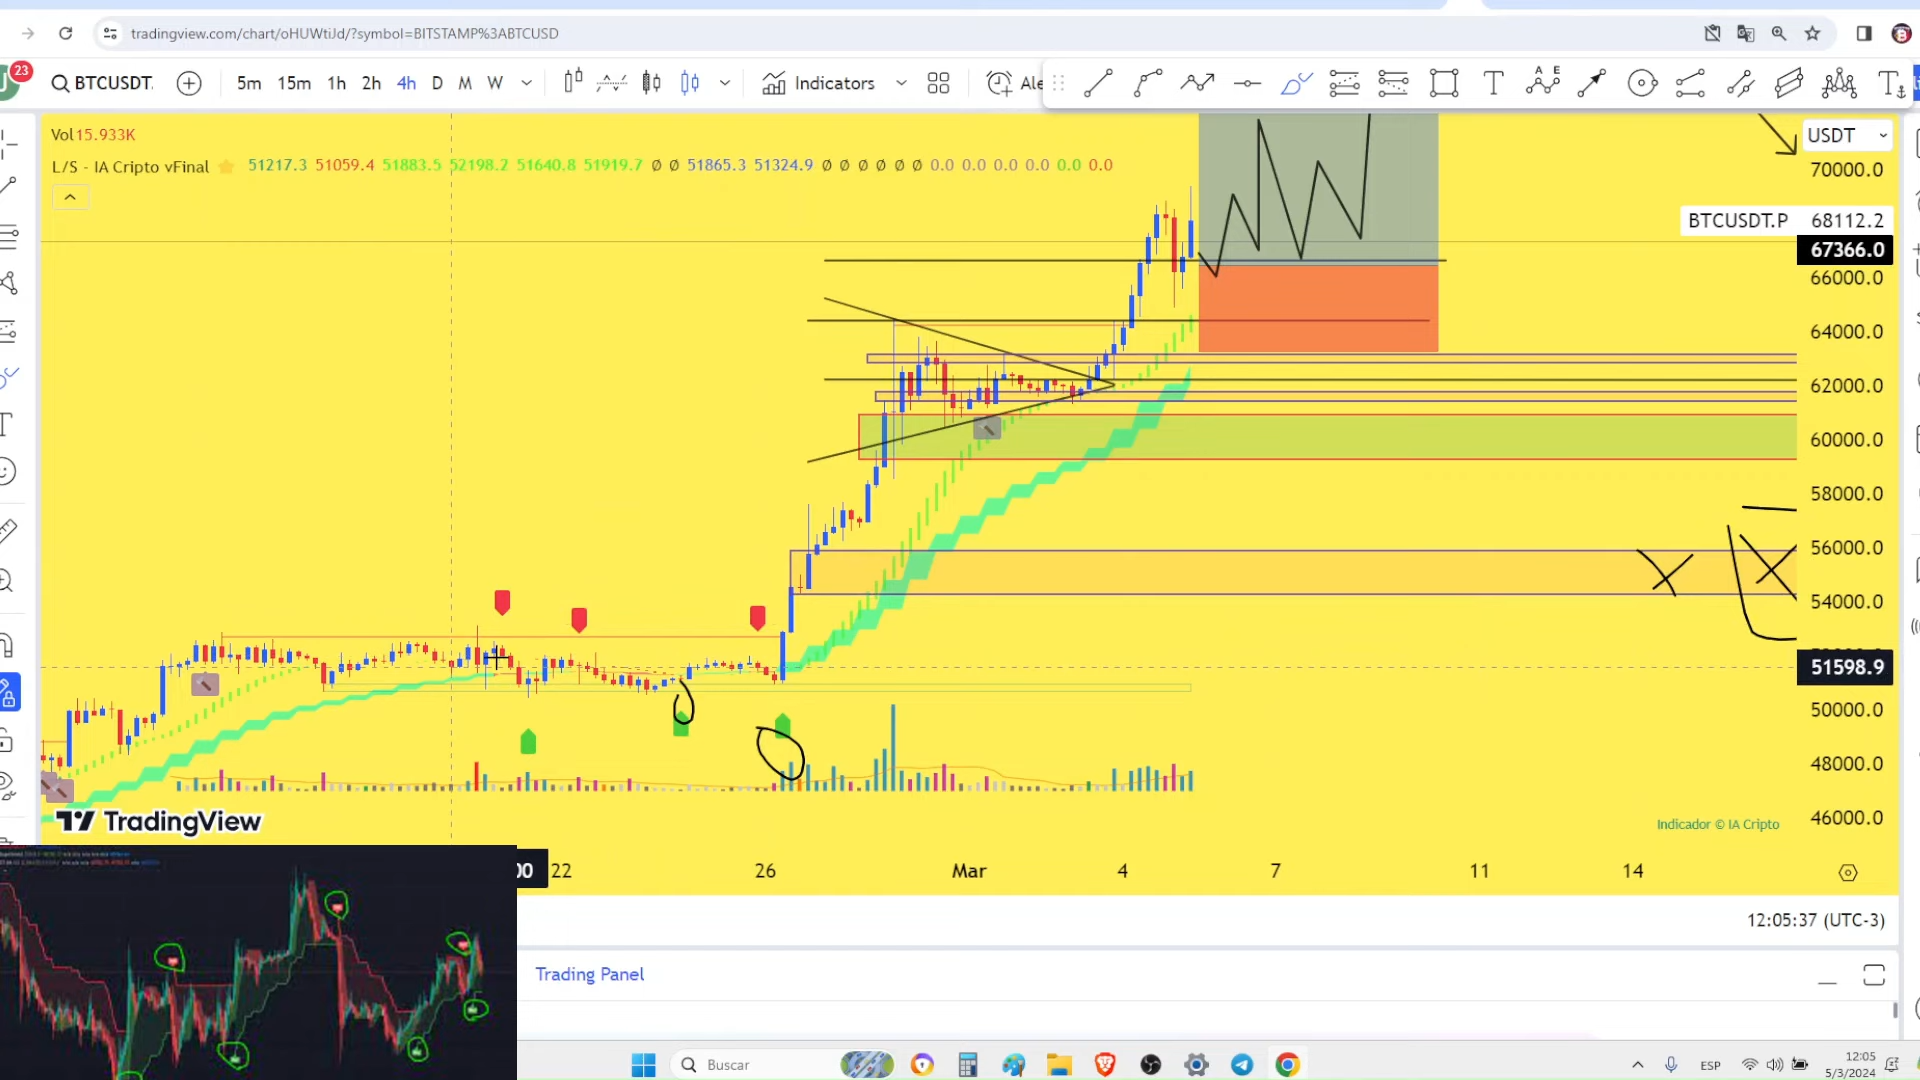 tradingview.com/chart/oHUWtiJd/?symbol=BITSTAMP%3ABTCUSD
23
BTCUSDT. 5m 15m 1h 2h 4h D M W Indicators Ale
Vol 15.933K
L/S - IA Cripto vFinal 51217.3 51059.4 51883.5 52198.2 51640.8 51919.7 ø ø 51865.3 51324.9 ø ø ø ø ø ø 0.0 0.0 0.0 0.0 0.0 0.0
USDT
70000.0
BTCUSDT.P 68112.2
67366.0
66000.0
64000.0
62000.0
60000.0
58000.0
56000.0
54000.0
51598.9
50000.0
48000.0
46000.0
TradingView
Indicador © IA Cripto
00 22 26 Mar 4 7 11 14
12:05:37 (UTC-3)
Trading Panel
Buscar
ESP
12:05
5/3/2024